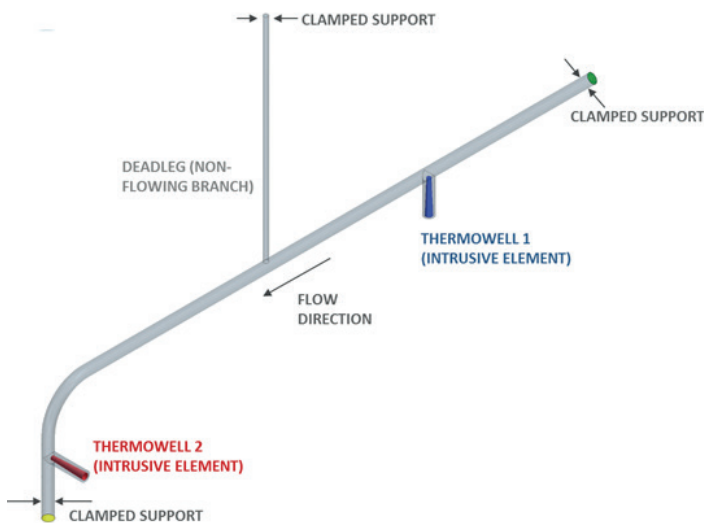 CLAMPED SUPPORT
CLAMPED SUPPORT
DEADLEG (NON-
FLOWING BRANCH)
THERMOWELL 1
(INTRUSIVE ELEMENT)
FLOW
DIRECTION
THERMOWELL 2
(INTRUSIVE ELEMENT)
CLAMPED SUPPORT